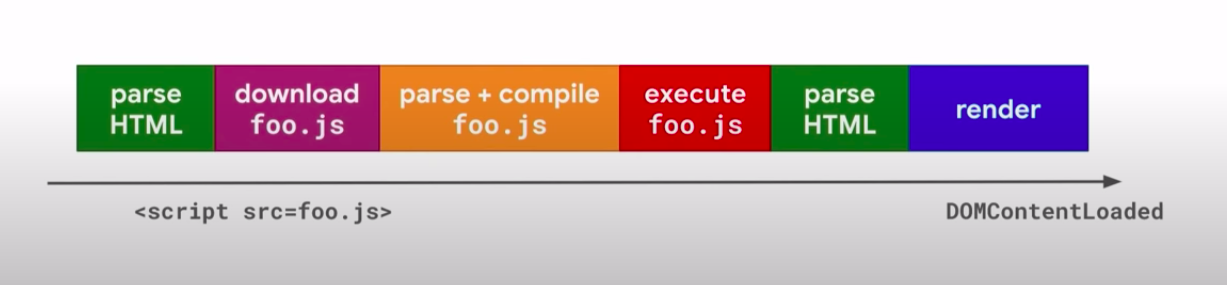 parse
HTML
download
foo.js
parse + compile
foo.js
execute
foo.js
parse
HTML
render
<script src=foo.js>
DOMContentLoaded